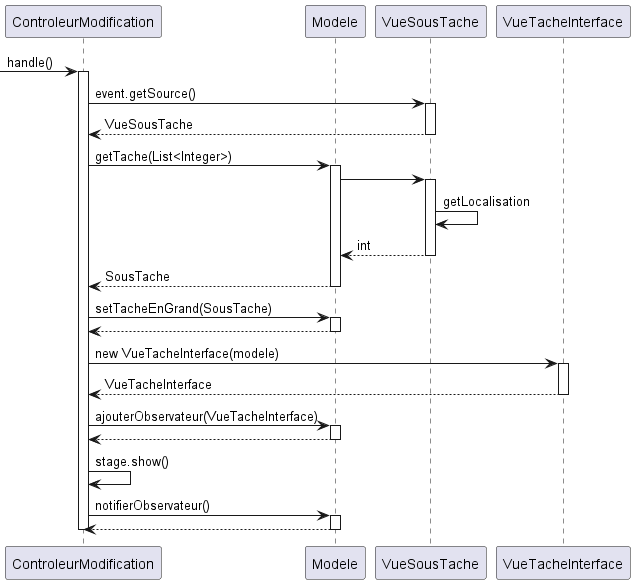 ControleurModification Modele VueSousTache VueTacheInterface
handle()
event.getSource()
VueSousTache
getTache(List<Integer>)
getLocalisation
int
SousTache
setTacheEnGrand(SousTache)
new VueTacheInterface(modele)
VueTacheInterface
ajouterObservateur(VueTacheInterface)
stage.show()
notifierObservateur()
ControleurModification Modele VueSousTache VueTacheInterface